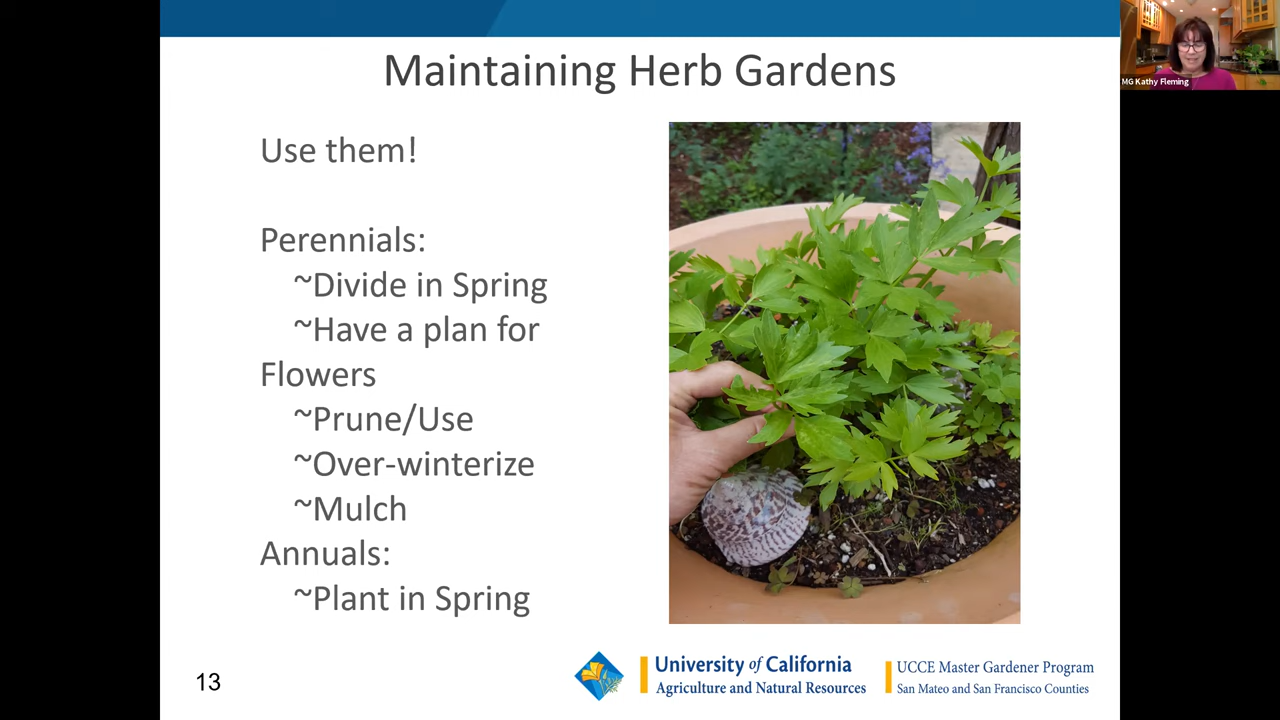 Maintaining Herb Gardens
MG Kathy Fleming
Use them!
Perennials:
~Divide in Spring
~Have a plan for
Flowers
~Prune/Use
~Over-winterize
~Mulch
Annuals:
~Plant in Spring
13
University of California
Agriculture and Natural Resources
UCCE Master Gardener Program
San Mateo and San Francisco Counties